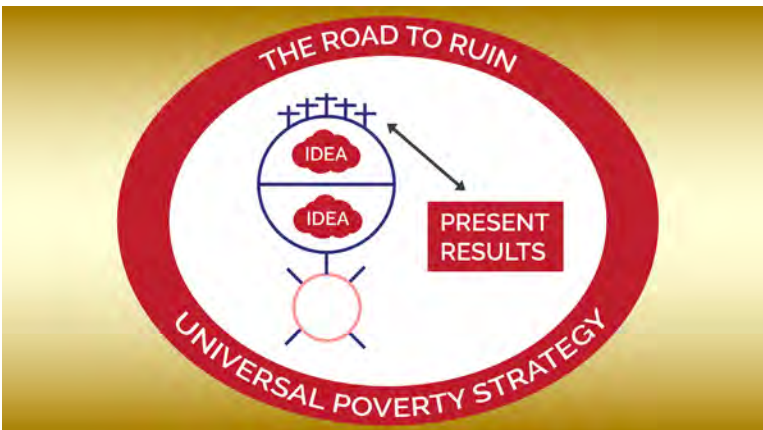 THE ROAD TO RUIN
IDEA
IDEA
PRESENT
RESULTS
UNIVERSAL POVERTY STRATEGY